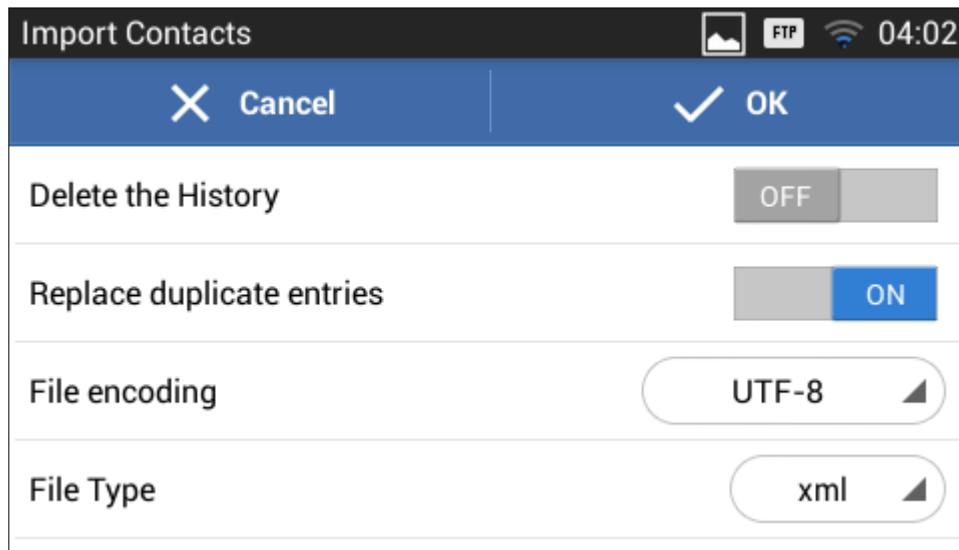 Import Contacts FTP 04:02
Cancel OK
Delete the History OFF
Replace duplicate entries ON
File encoding UTF-8
File Type xml